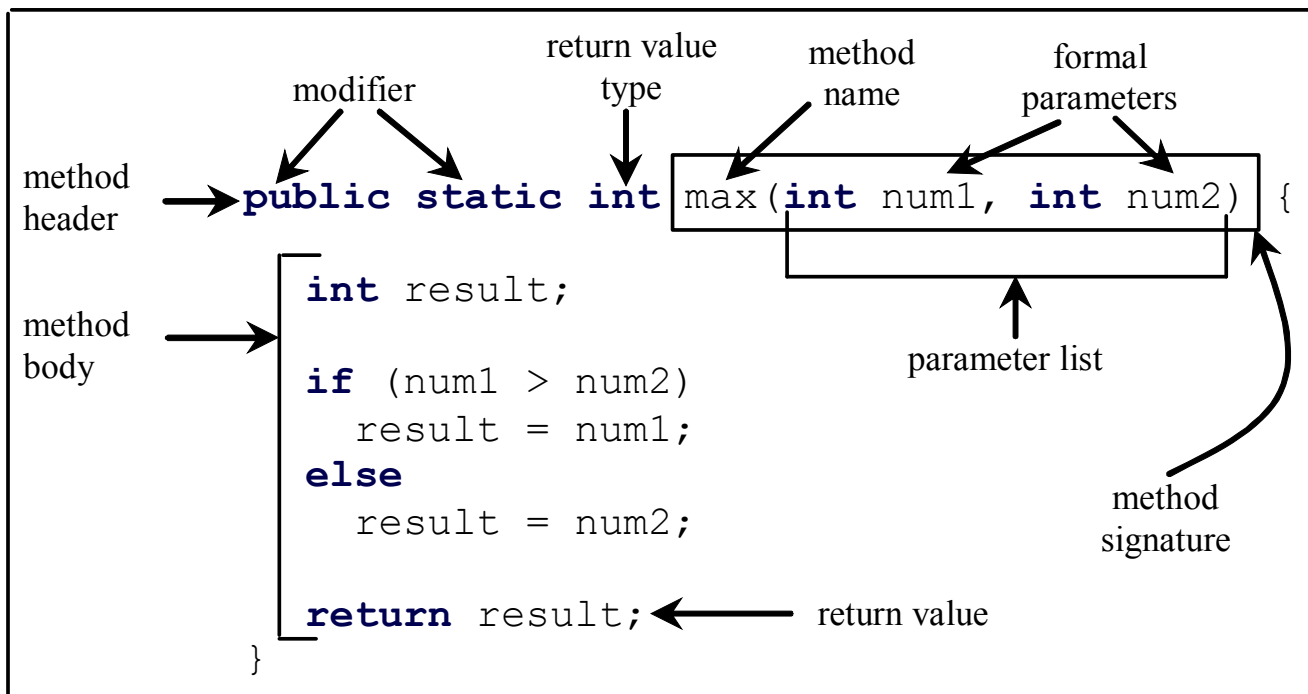 return value
type
method
name
formal
parameters
modifier
method
header
public static int max(int num1, int num2) {
int result;
method
body
parameter list
if (num1 > num2)
result = num1;
else
result = num2;
method
signature
return result;
return value
}